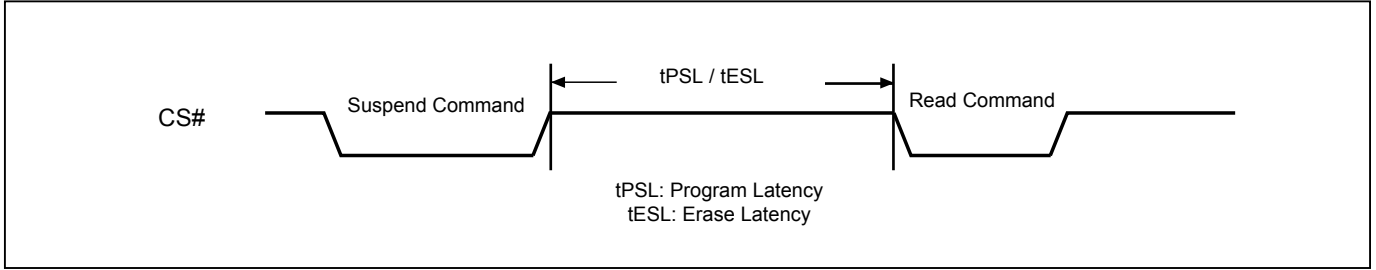 tPSL / tESL
Suspend Command
Read Command
CS#
tPSL: Program Latency
tESL: Erase Latency